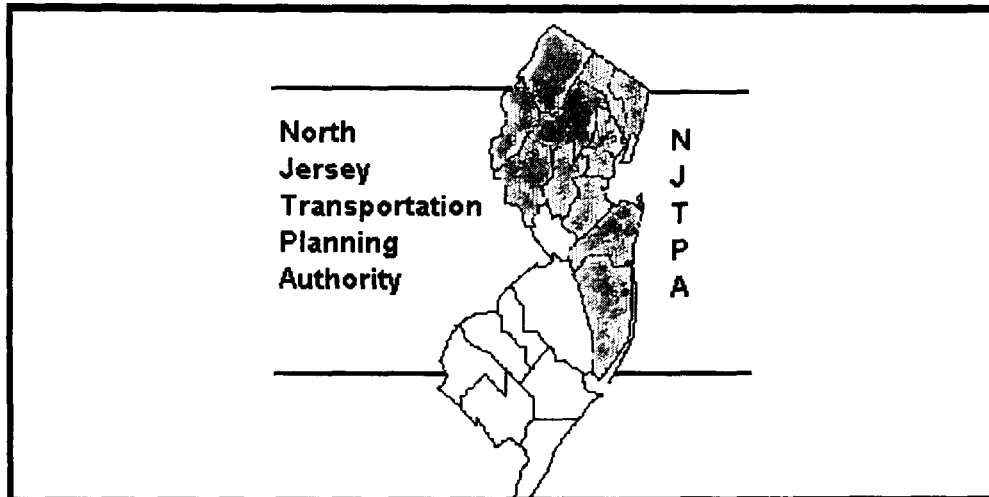 North
Jersey
Transportation
Planning
Authority
N
J
T
P
A